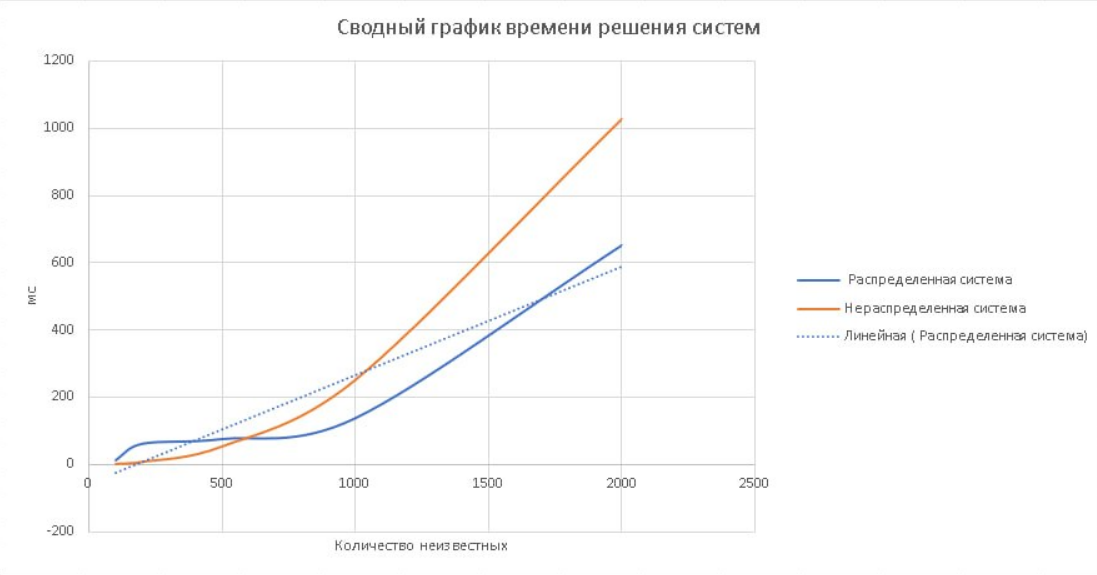 Сводный график времени решения систем
1200
1000
800
600
400
200
0
-200
0 500 1000 1500 2000 2500
мс
Количество неизвестных
Распределенная система
Нераспределенная система
Линейная ( Распределенная система)